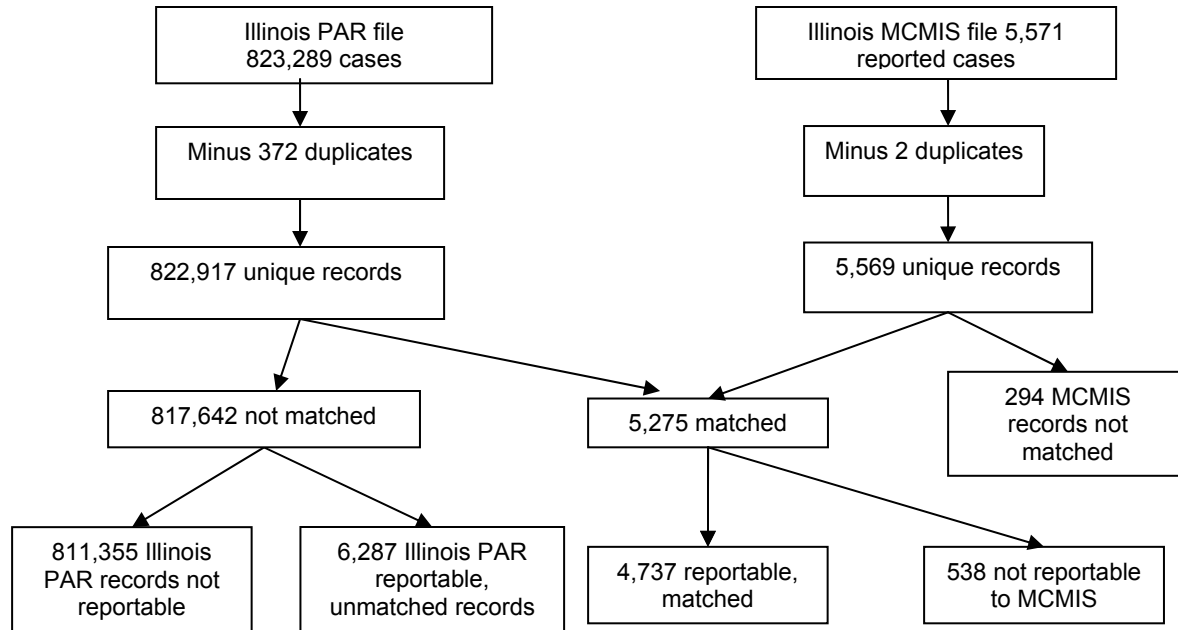 Illinois PAR file
823,289 cases
Illinois MCMIS file 5,571
reported cases
Minus 372 duplicates
Minus 2 duplicates
822,917 unique records
5,569 unique records
817,642 not matched
5,275 matched
294 MCMIS
records not
matched
811,355 Illinois
PAR records not
reportable
6,287 Illinois PAR
reportable,
unmatched records
4,737 reportable,
matched
538 not reportable
to MCMIS